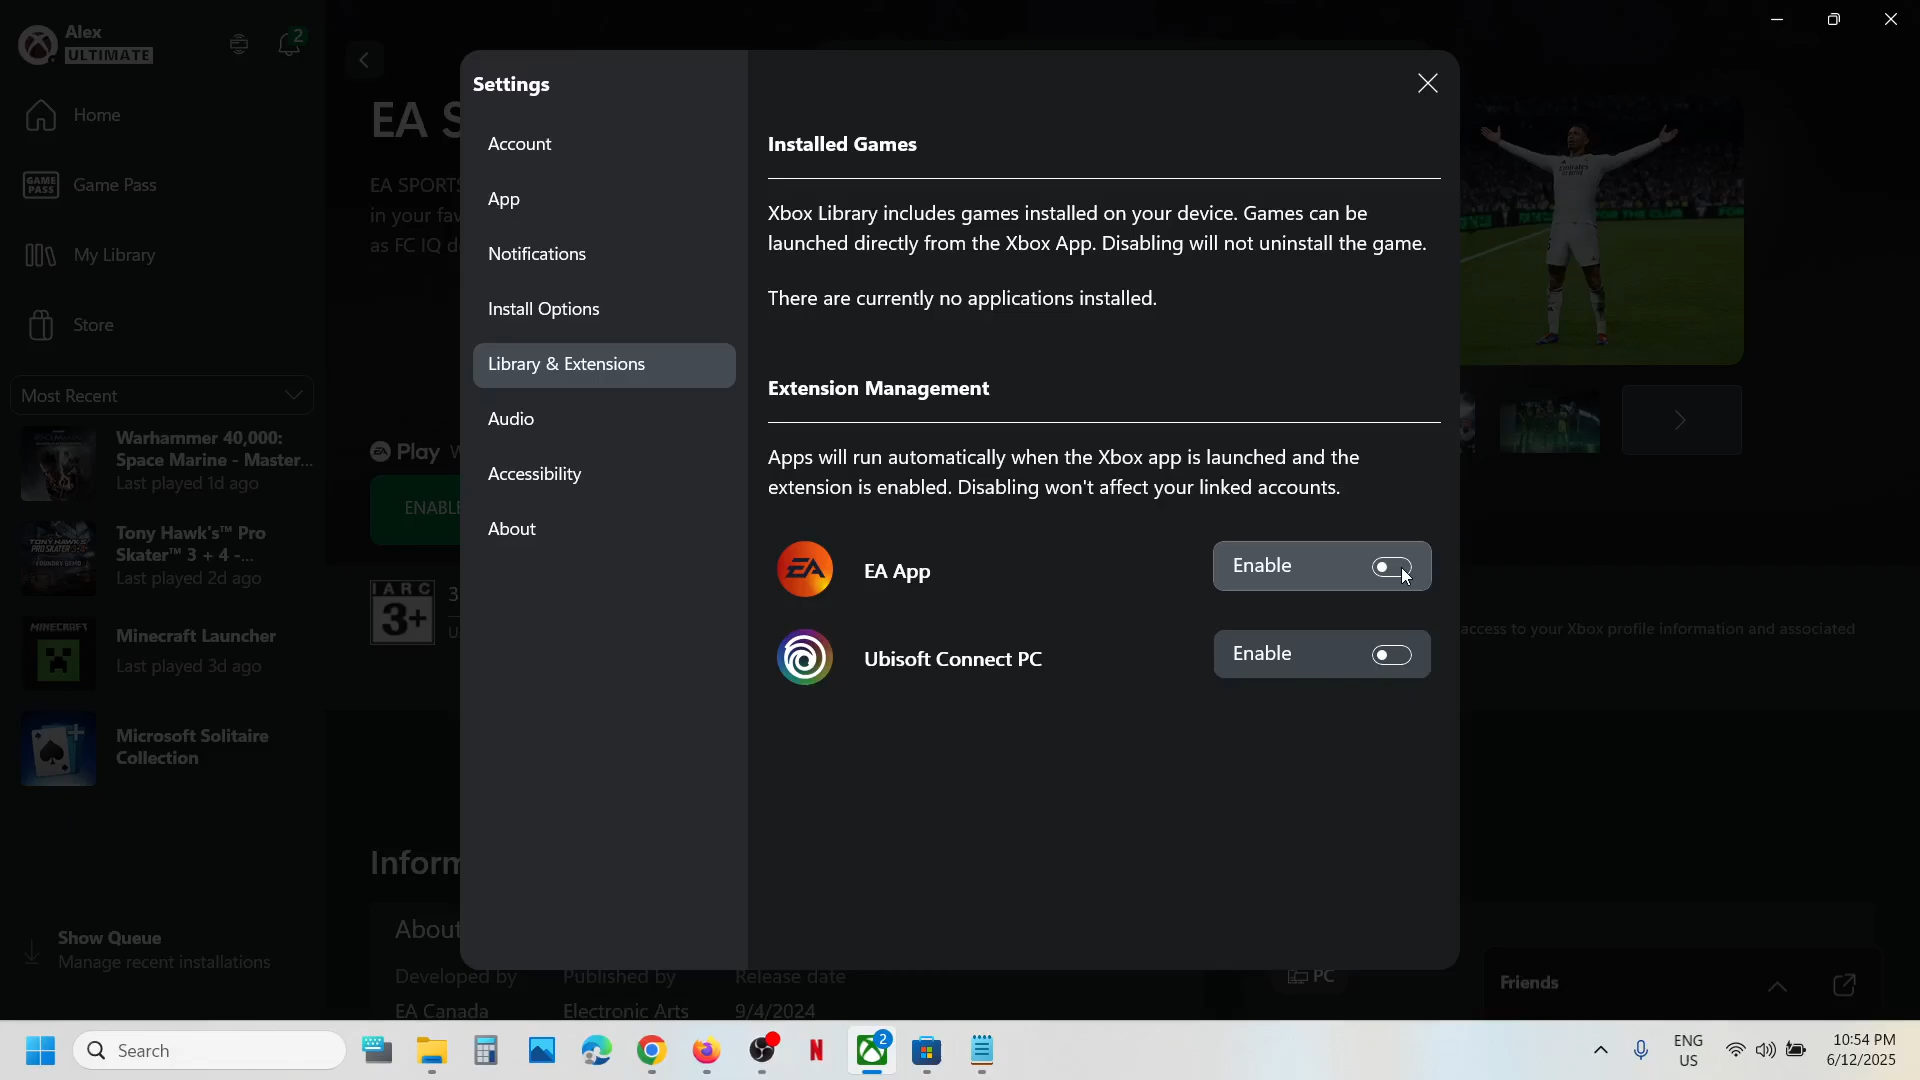 Alex
ULTIMATE
2
Home
GAME PASS
Game Pass
My Library
Store
Most Recent
Warhammer 40,000:
Space Marine - Master...
Last played 1d ago
Tony Hawk's™ Pro
Skater™ 3 + 4 -...
Last played 2d ago
MINECRAFT
Minecraft Launcher
Last played 3d ago
Microsoft Solitaire
Collection
Show Queue
Manage recent installations
EA S
EA SPORTS
in your fav
as FC IQ d
EA Play W
ENABLE
IARC
3+
3
Inform
About
Developed by
Published by
Release date
EA Canada
Electronic Arts
9/4/2024
Settings
Account
App
Notifications
Install Options
Library & Extensions
Audio
Accessibility
About
Installed Games
Xbox Library includes games installed on your device. Games can be
launched directly from the Xbox App. Disabling will not uninstall the game.
There are currently no applications installed.
Extension Management
Apps will run automatically when the Xbox app is launched and the
extension is enabled. Disabling won't affect your linked accounts.
EA
EA App
Enable
Ubisoft Connect PC
Enable
access to your Xbox profile information and associated
PC
Friends
Search
N
2
ENG
US
10:54 PM
6/12/2025